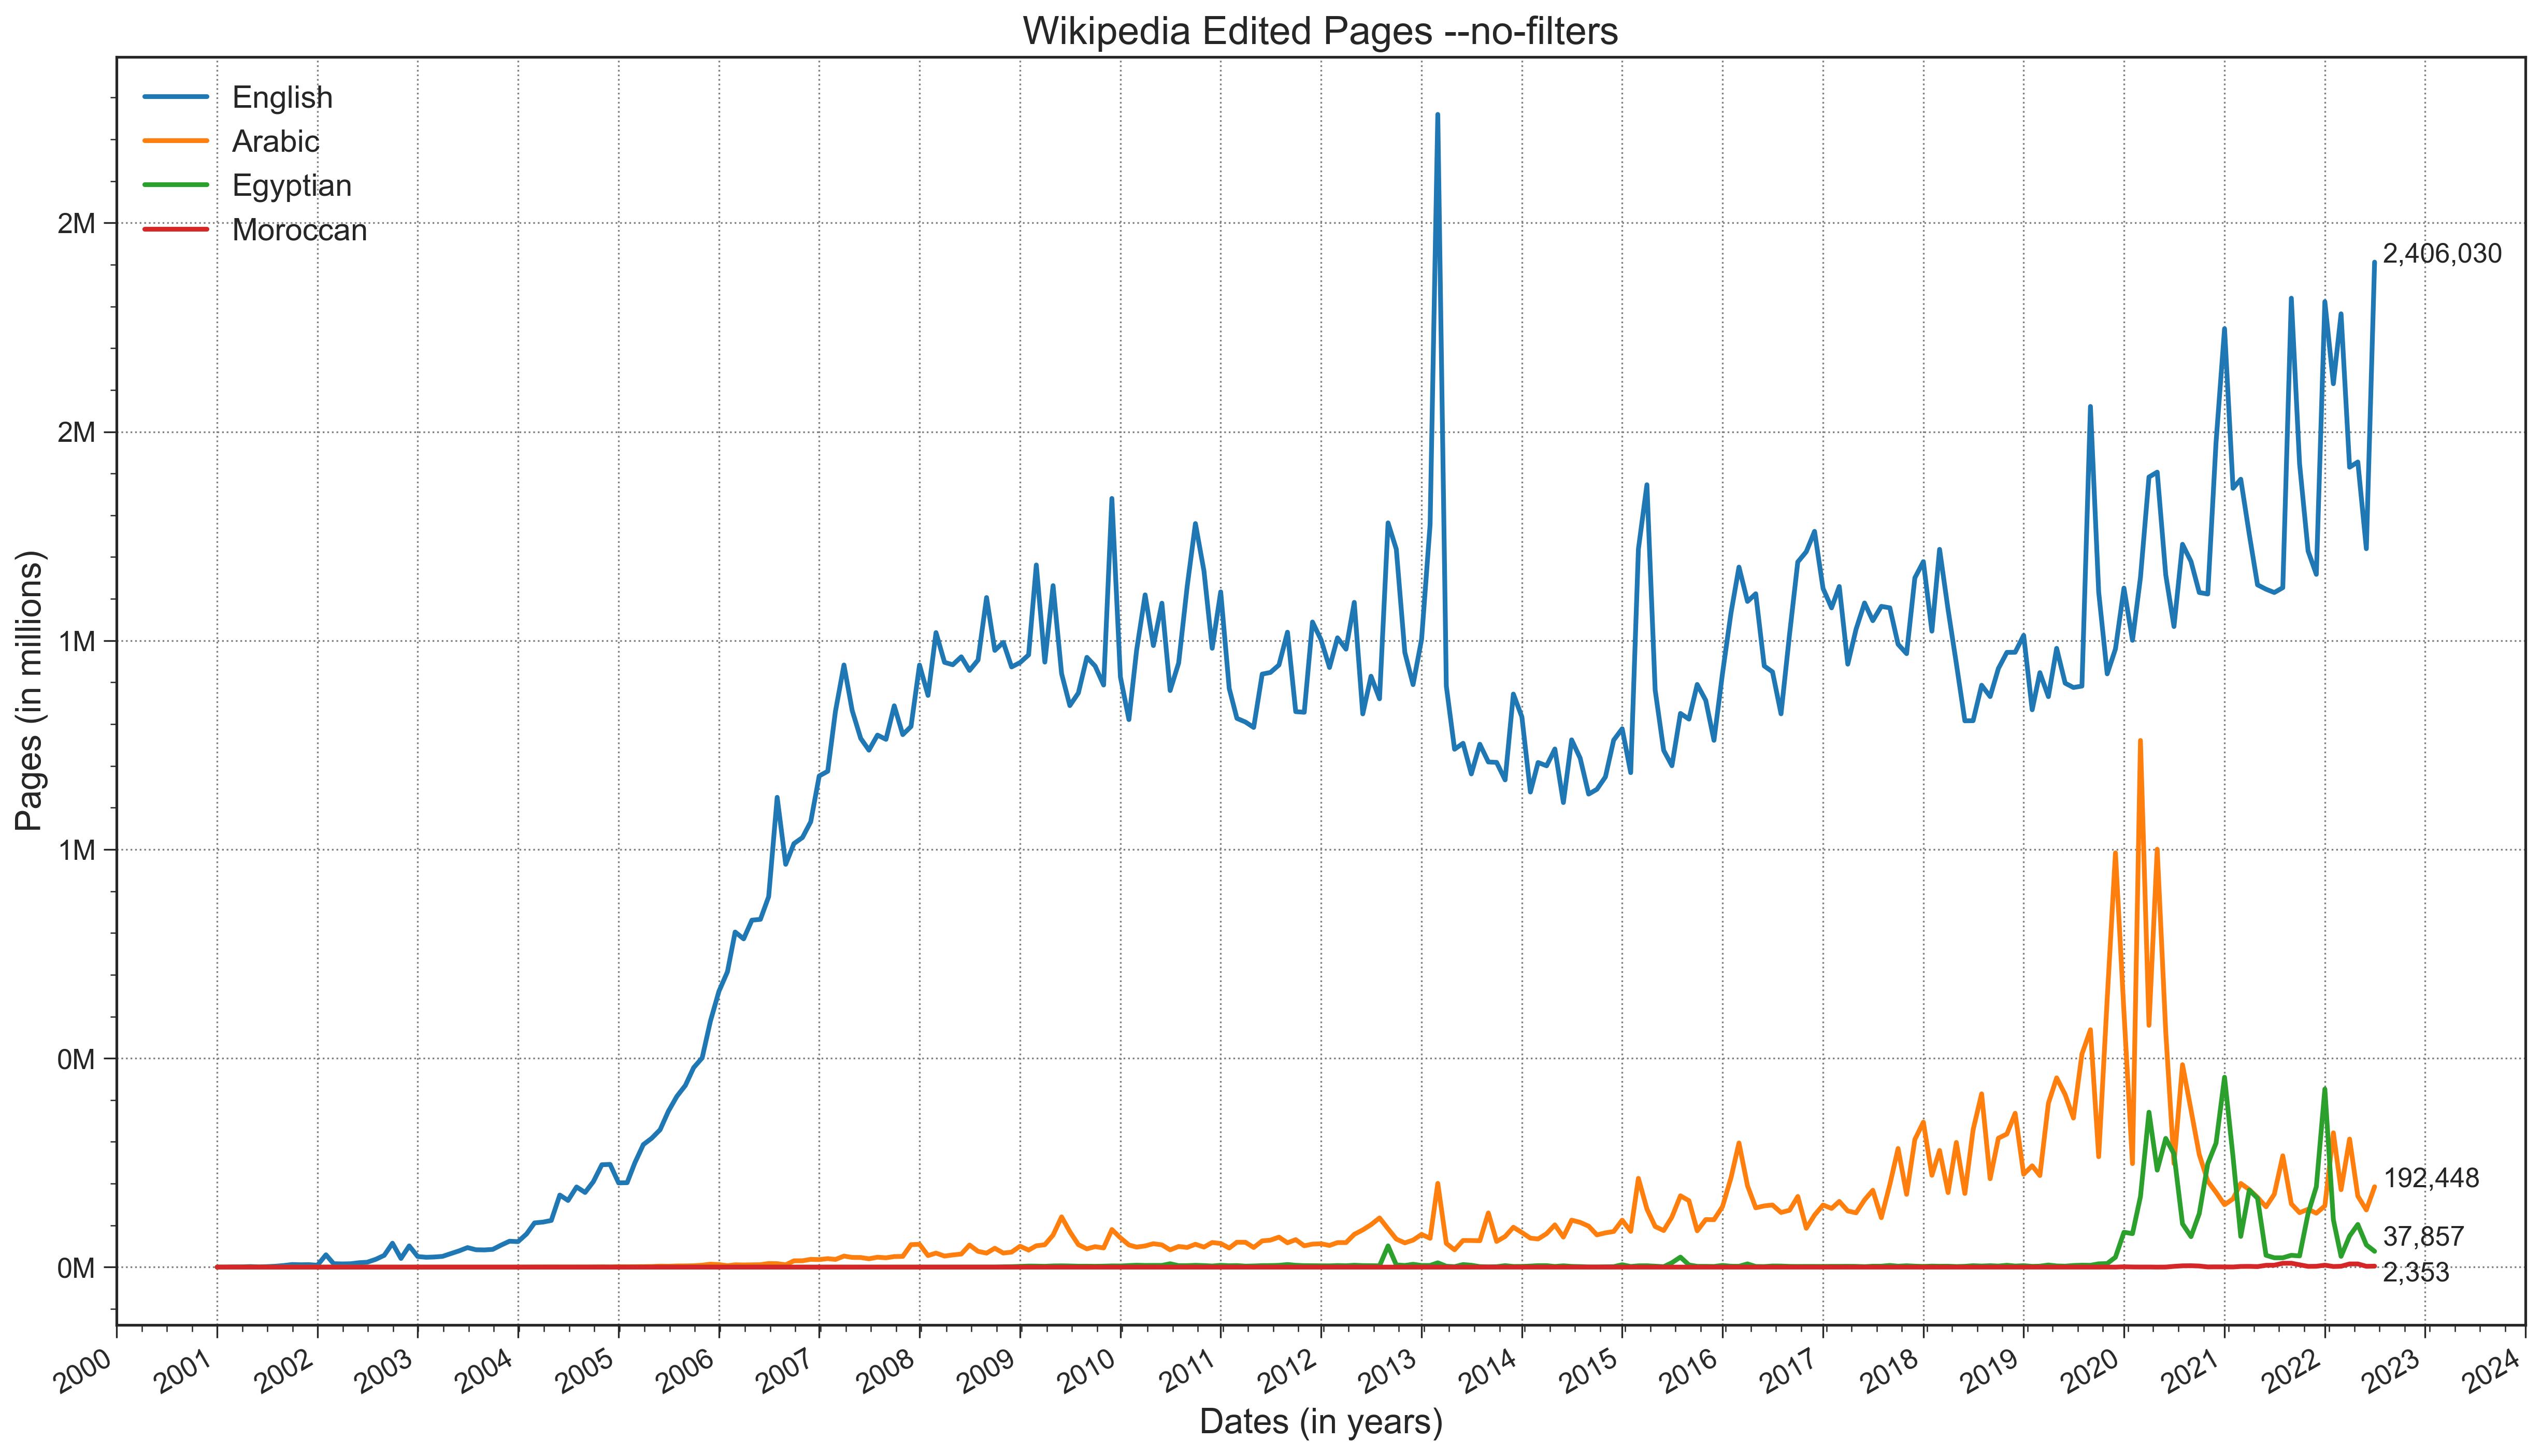 Wikipedia Edited Pages --no-filters
English
Arabic
Egyptian
Moroccan
2M
2M
1M
1M
0M
0M
Pages (in millions)
2,406,030
192,448
37,857
2,353
2000 2001 2002 2003 2004 2005 2006 2007 2008 2009 2010 2011 2012 2013 2014 2015 2016 2017 2018 2019 2020 2021 2022 2023 2024
Dates (in years)